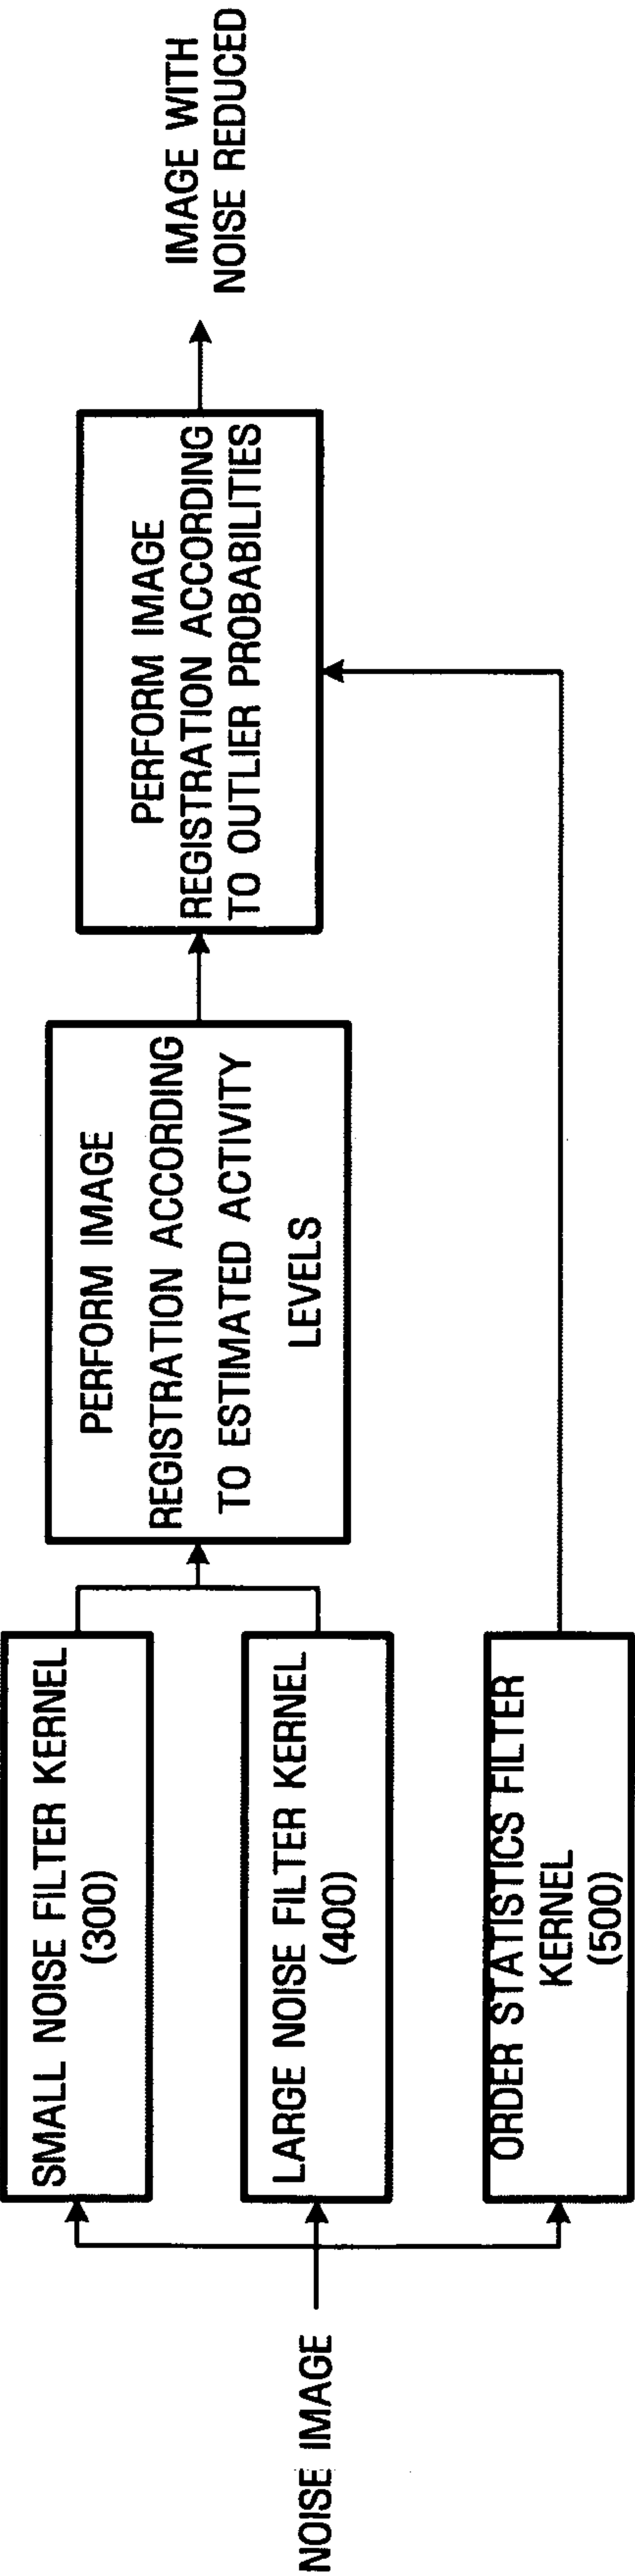 NOISE IMAGE
SMALL NOISE FILTER KERNEL
(300)
LARGE NOISE FILTER KERNEL
(400)
ORDER STATISTICS FILTER
KERNEL
(500)
PERFORM IMAGE
REGISTRATION ACCORDING
TO ESTIMATED ACTIVITY
LEVELS
PERFORM IMAGE
REGISTRATION ACCORDING
TO OUTLIER PROBABILITIES
IMAGE WITH
NOISE REDUCED